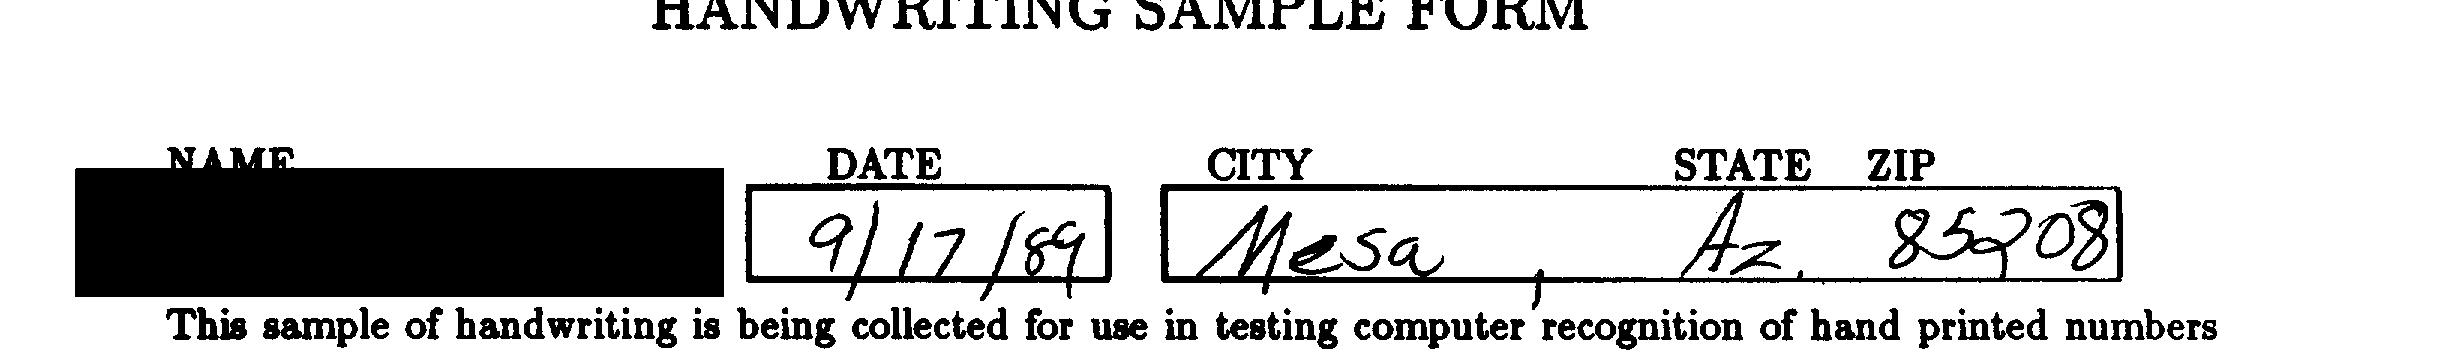 HANDWRITING SAMPLE FORM
NAME DATE CITY STATE ZIP
9/17/89 Mesa, Az. 85208
This sample of handwriting is being collected for use in testing computer recognition of hand printed numbers